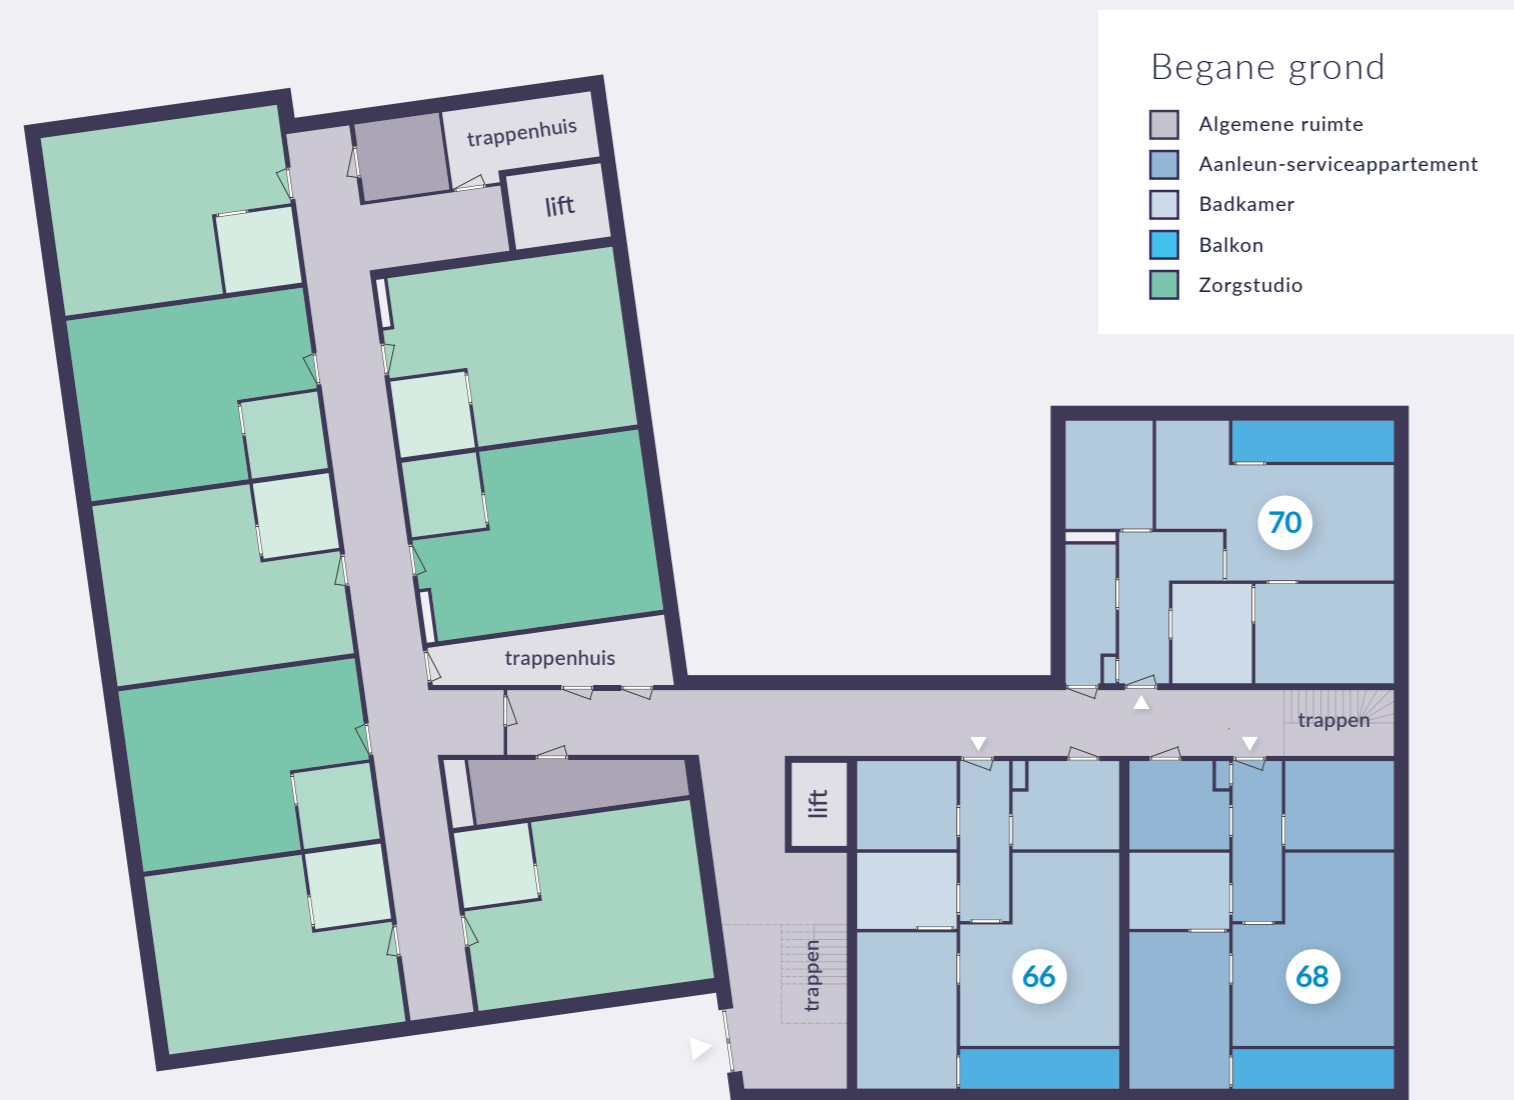 Begane grond
Algemene ruimte
Aanleun-serviceappartement
Badkamer
Balkon
Zorgstudio
trappenhuis
lift
trappenhuis
70
trappen
lift
trappen
66
68